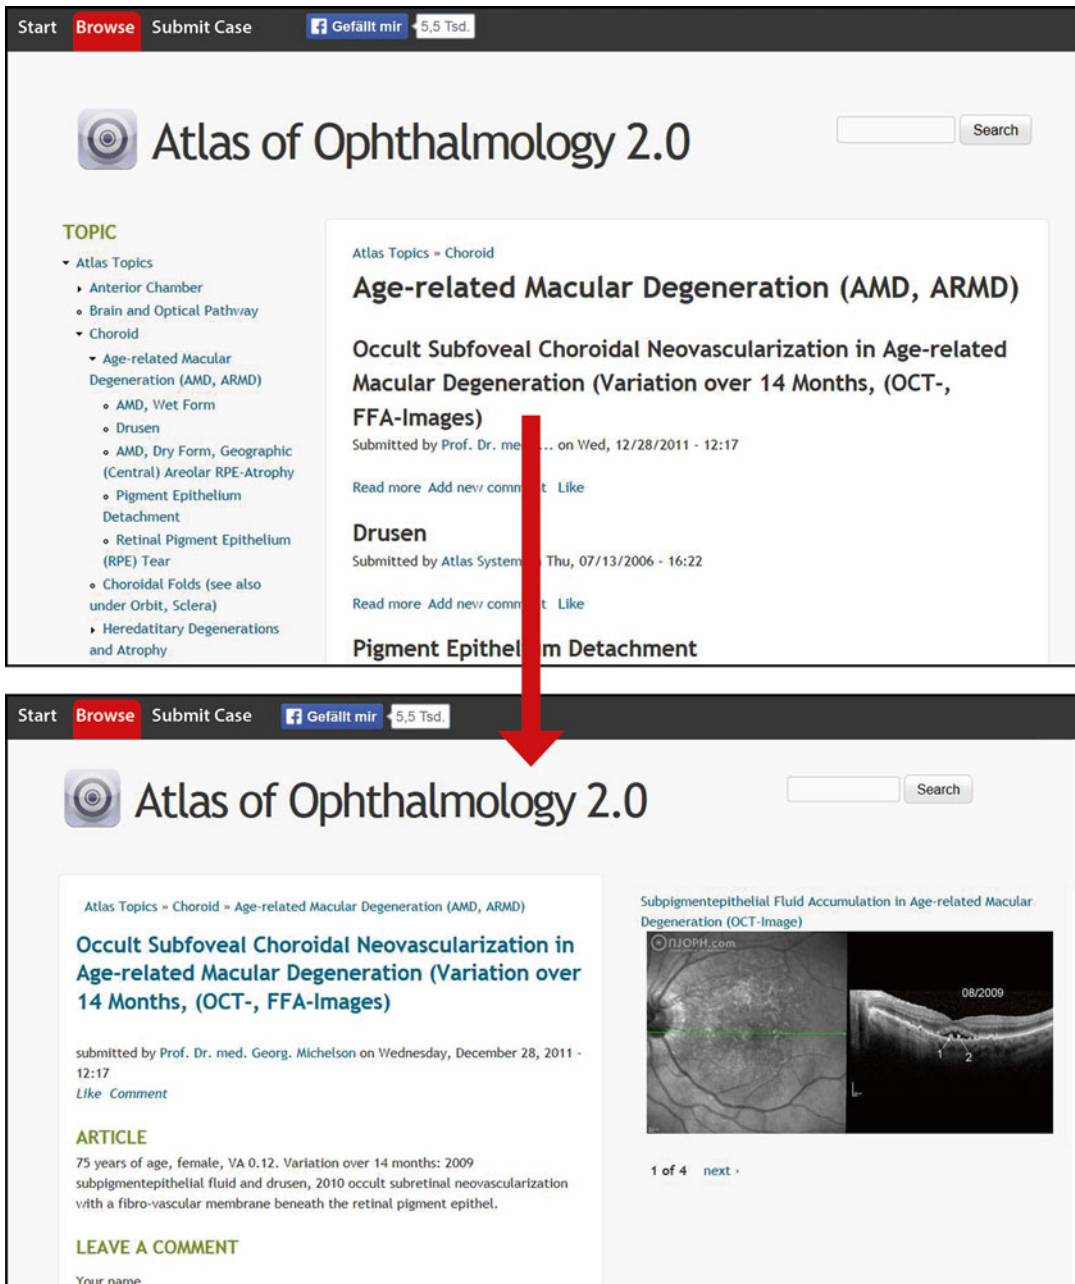 Start Browse Submit Case Gefällt mir 5,5 Tsd.
Atlas of Ophthalmology 2.0
Search
TOPIC
Atlas Topics
Anterior Chamber
Brain and Optical Pathway
Choroid
Age-related Macular
Degeneration (AMD, ARMD)
AMD, Wet Form
Drusen
AMD, Dry Form, Geographic
(Central) Areolar RPE-Atrophy
Pigment Epithelium
Detachment
Retinal Pigment Epithelium
(RPE) Tear
Choroidal Folds (see also
under Orbit, Sclera)
Heredatitary Degenerations
and Atrophy
Atlas Topics » Choroid
Age-related Macular Degeneration (AMD, ARMD)
Occult Subfoveal Choroidal Neovascularization in Age-related
Macular Degeneration (Variation over 14 Months, (OCT-,
FFA-Images)
Submitted by Prof. Dr. me... on Wed, 12/28/2011 - 12:17
Read more Add new comment Like
Drusen
Submitted by Atlas System Thu, 07/13/2006 - 16:22
Read more Add new comment Like
Pigment Epithelium Detachment
Start Browse Submit Case Gefällt mir 5,5 Tsd.
Atlas of Ophthalmology 2.0
Search
Atlas Topics » Choroid » Age-related Macular Degeneration (AMD, ARMD)
Occult Subfoveal Choroidal Neovascularization in
Age-related Macular Degeneration (Variation over
14 Months, (OCT-, FFA-Images)
submitted by Prof. Dr. med. Georg. Michelson on Wednesday, December 28, 2011 -
12:17
Like Comment
ARTICLE
75 years of age, female, VA 0.12. Variation over 14 months: 2009
subpigmentepithelial fluid and drusen, 2010 occult subretinal neovascularization
with a fibro-vascular membrane beneath the retinal pigment epithel.
LEAVE A COMMENT
Your name
Subpigmentepithelial Fluid Accumulation in Age-related Macular
Degeneration (OCT-Image)
NJOPH.com
08/2009
1 2
1 of 4 next ›